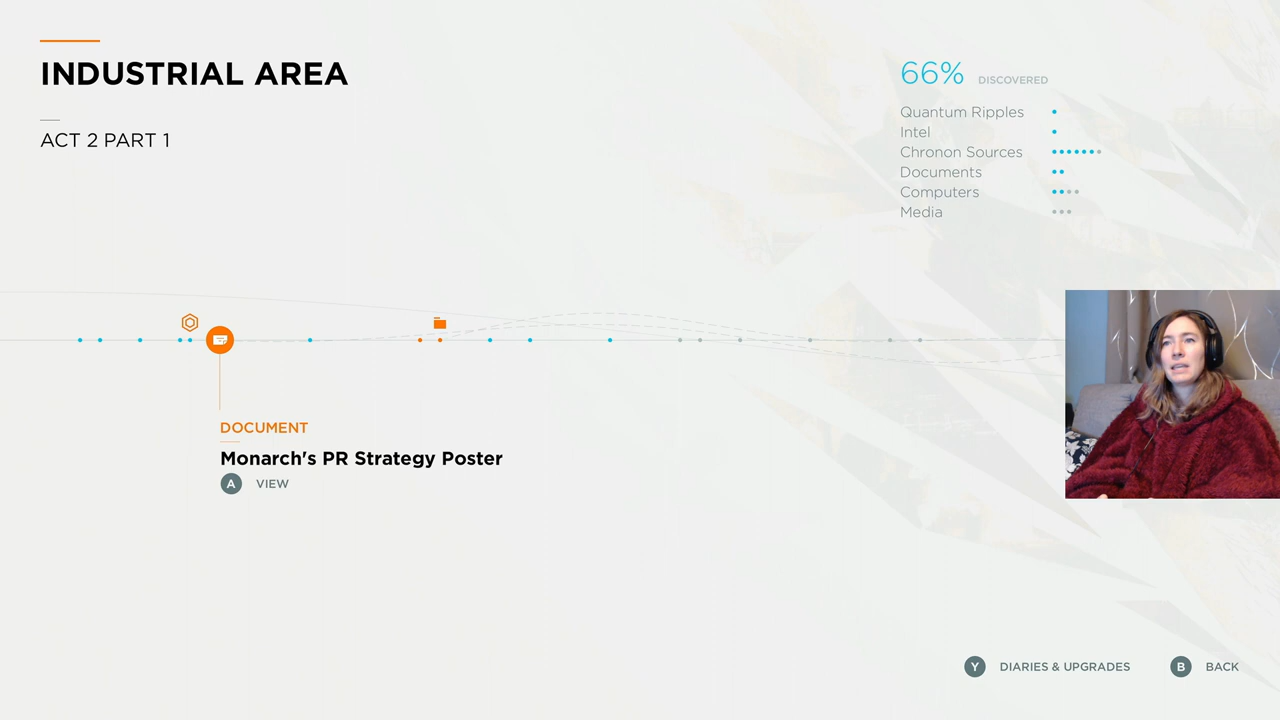 INDUSTRIAL AREA
ACT 2 PART 1
66% DISCOVERED
Quantum Ripples
Intel
Chronon Sources
Documents
Computers
Media
DOCUMENT
Monarch's PR Strategy Poster
A VIEW
Y DIARIES & UPGRADES B BACK